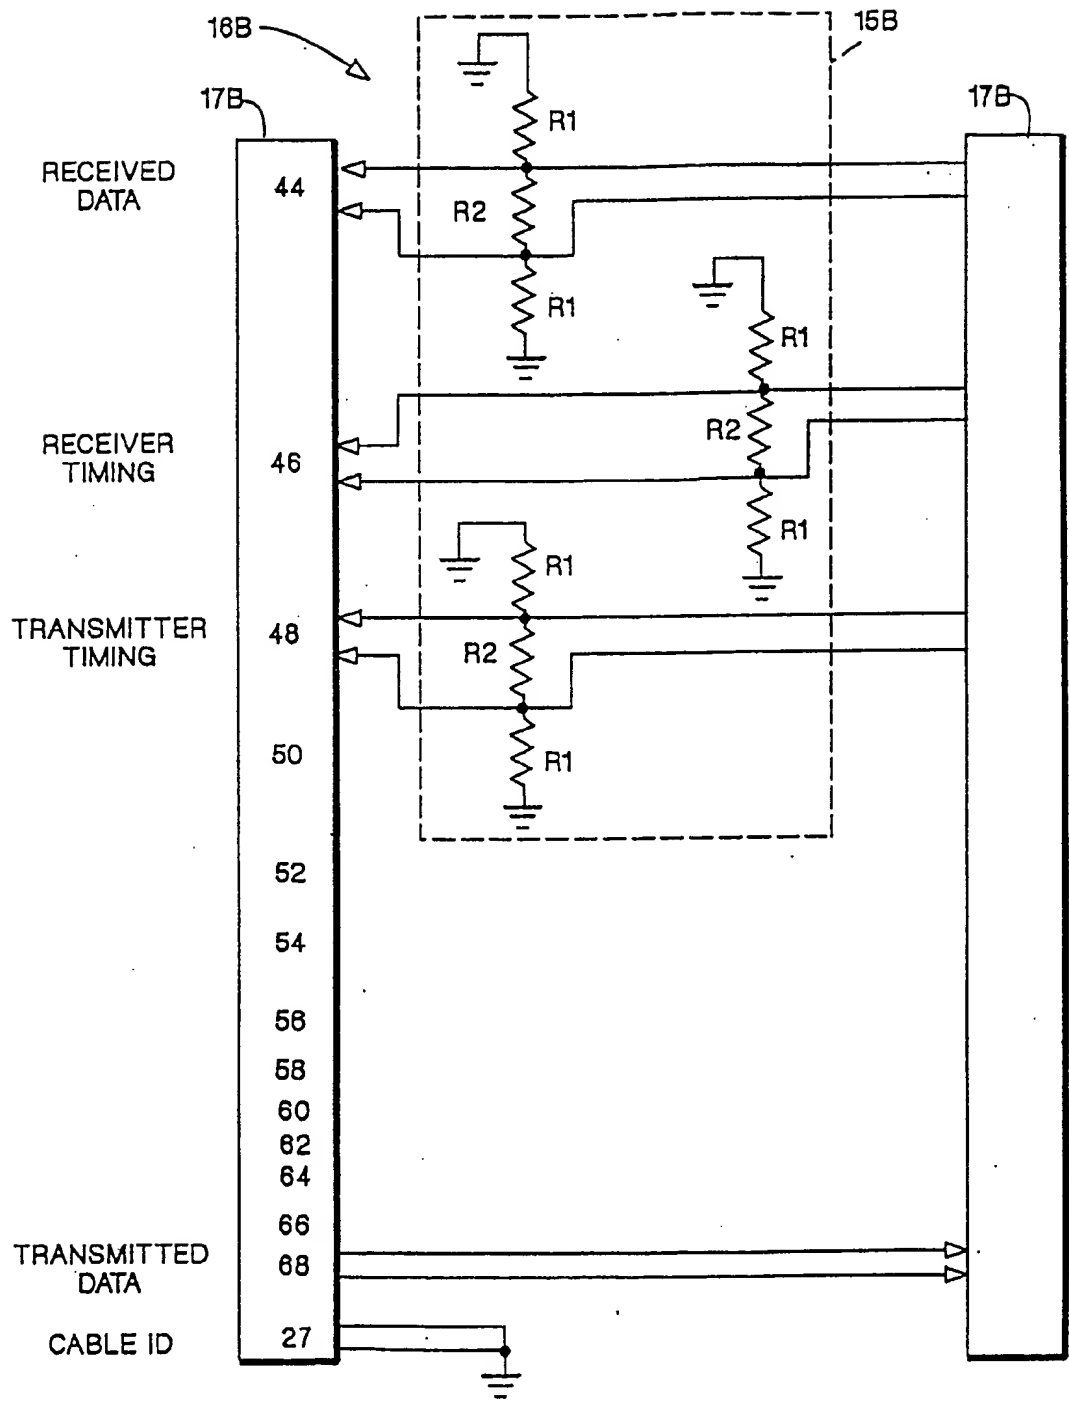 16B
15B
17B
17B
R1
RECEIVED
DATA
44
R2
R1
R1
R2
RECEIVER
TIMING
46
R1
R1
TRANSMITTER
TIMING
48
R2
50
R1
52
54
56
58
60
62
64
66
TRANSMITTED
DATA
68
CABLE ID
27